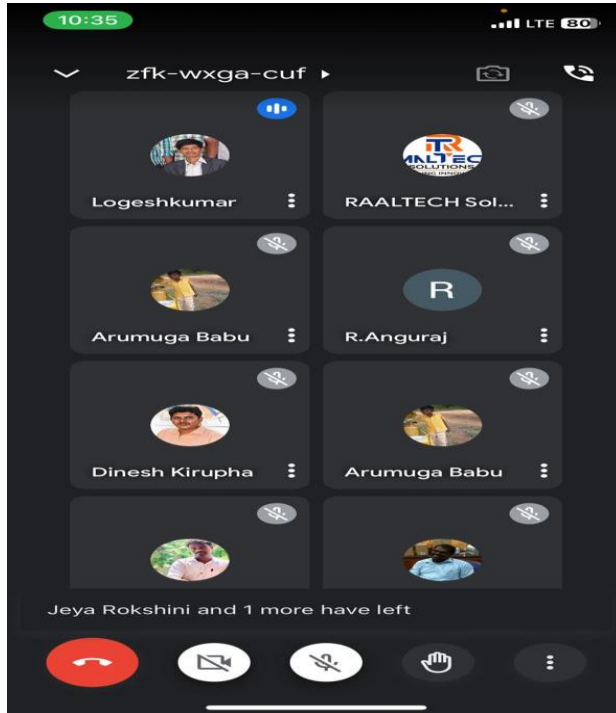 10:35
LTE 80
zfk-wxga-cuf
Logeshkumar
RAALTECH Sol...
SOLUTIONS
Arumuga Babu
R
R.Anguraj
Dinesh Kirupha
Arumuga Babu
Jeya Rokshini and 1 more have left